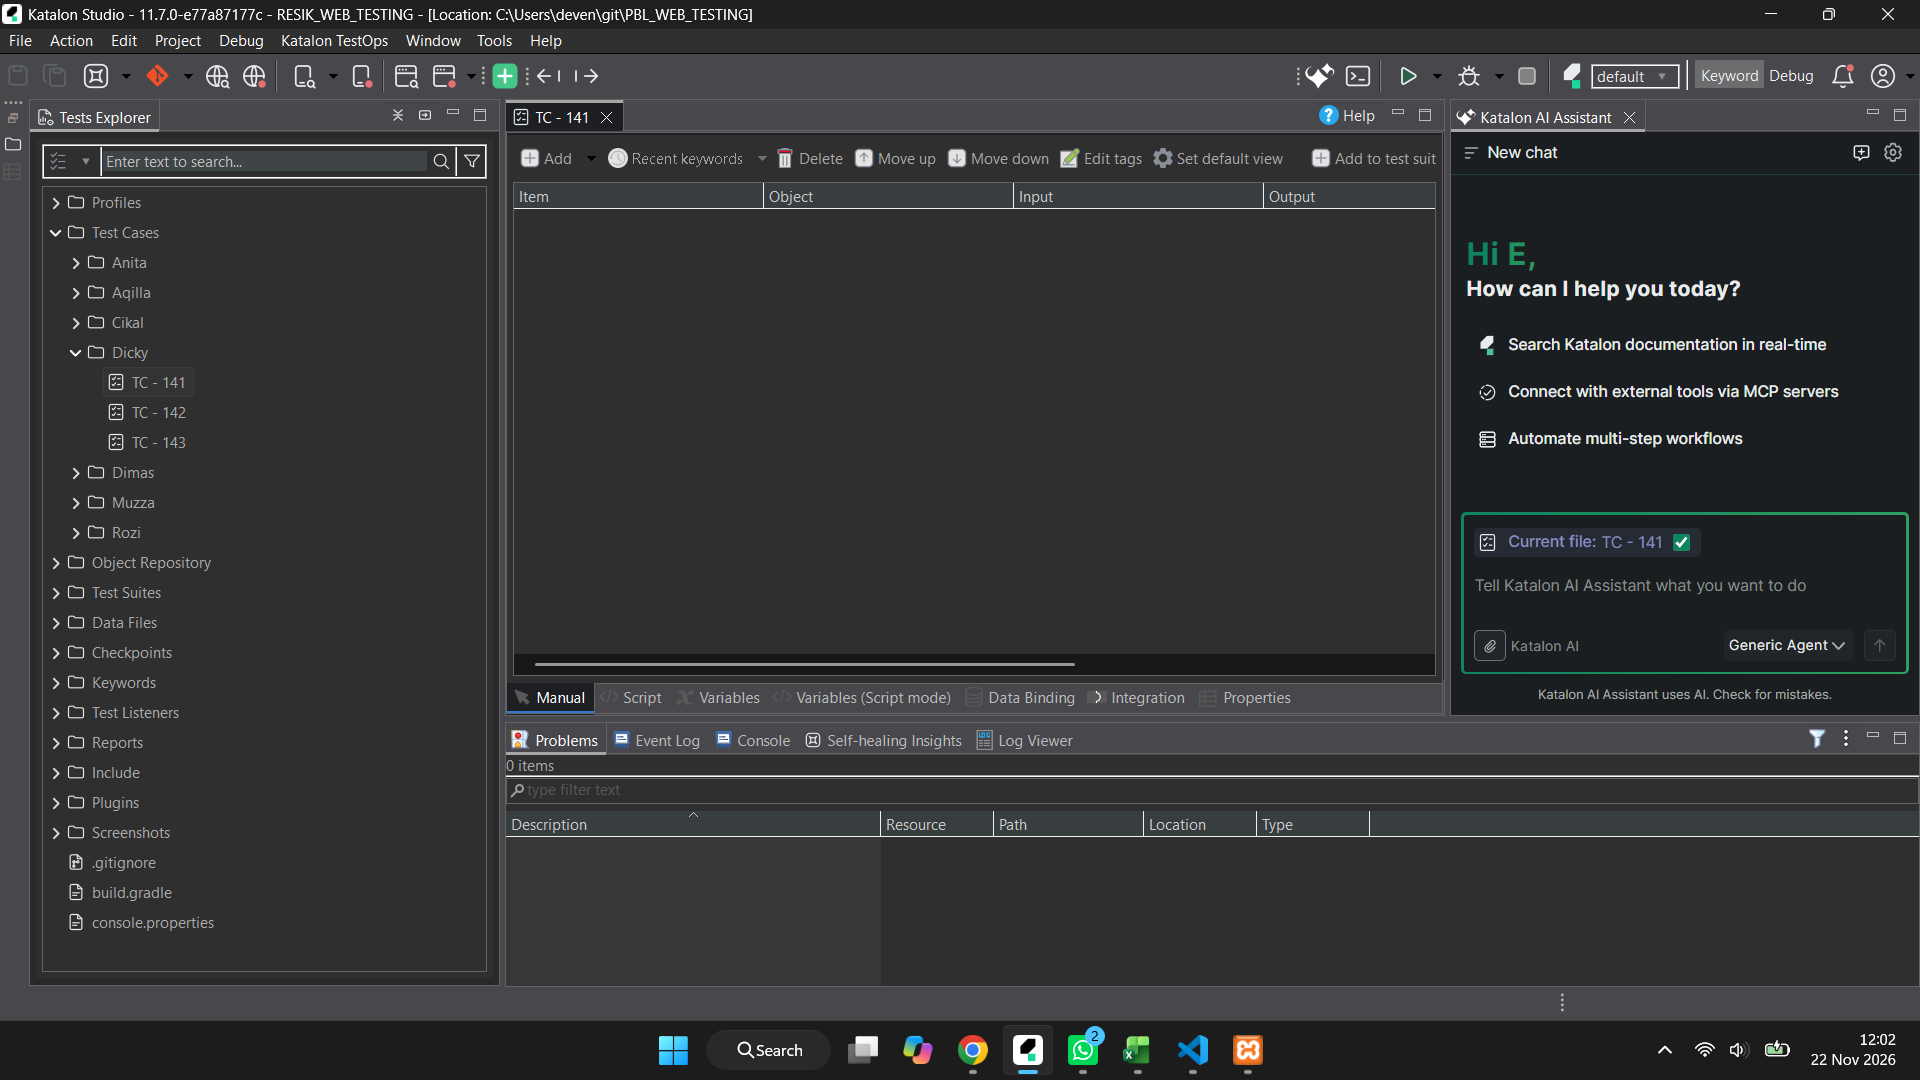 Katalon Studio - 11.7.0-e77a87177c - RESIK_WEB_TESTING - [Location: C:\Users\deven\git\PBL_WEB_TESTING]
File Action Edit Project Debug Katalon TestOps Window Tools Help
default Keyword Debug
Tests Explorer
Enter text to search...
Profiles
Test Cases
Anita
Aqilla
Cikal
Dicky
TC - 141
TC - 142
TC - 143
Dimas
Muzza
Rozi
Object Repository
Test Suites
Data Files
Checkpoints
Keywords
Test Listeners
Reports
Include
Plugins
Screenshots
.gitignore
build.gradle
console.properties
TC - 141
Help
Add Recent keywords Delete Move up Move down Edit tags Set default view Add to test suit
Item Object Input Output
Manual Script Variables Variables (Script mode) Data Binding Integration Properties
Katalon AI Assistant
New chat
Hi E,
How can I help you today?
Search Katalon documentation in real-time
Connect with external tools via MCP servers
Automate multi-step workflows
Current file: TC - 141
Tell Katalon AI Assistant what you want to do
Katalon AI Generic Agent
Katalon AI Assistant uses AI. Check for mistakes.
Problems Event Log Console Self-healing Insights Log Viewer
0 items
type filter text
Description Resource Path Location Type
Search
2
12:02
22 Nov 2026